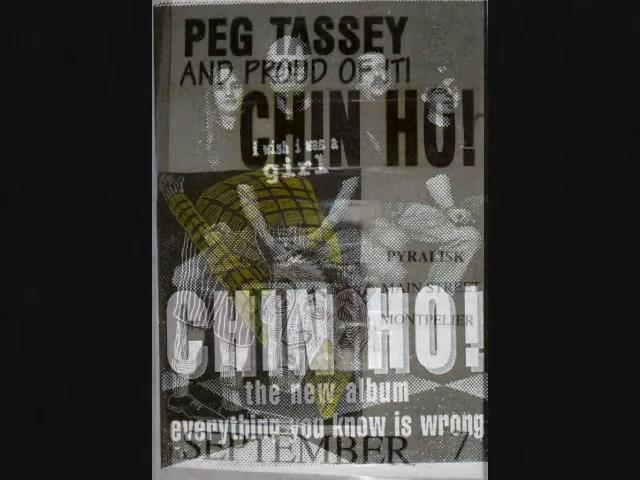 PEG TASSEY
AND PROUD OF IT!
CHIN HO!
i wish i was a
girl
PYRALISK
MAIN STREET
MONTPELIER
CHIN HO!
the new album
everything you know is wrong
SEPTEMBER 7